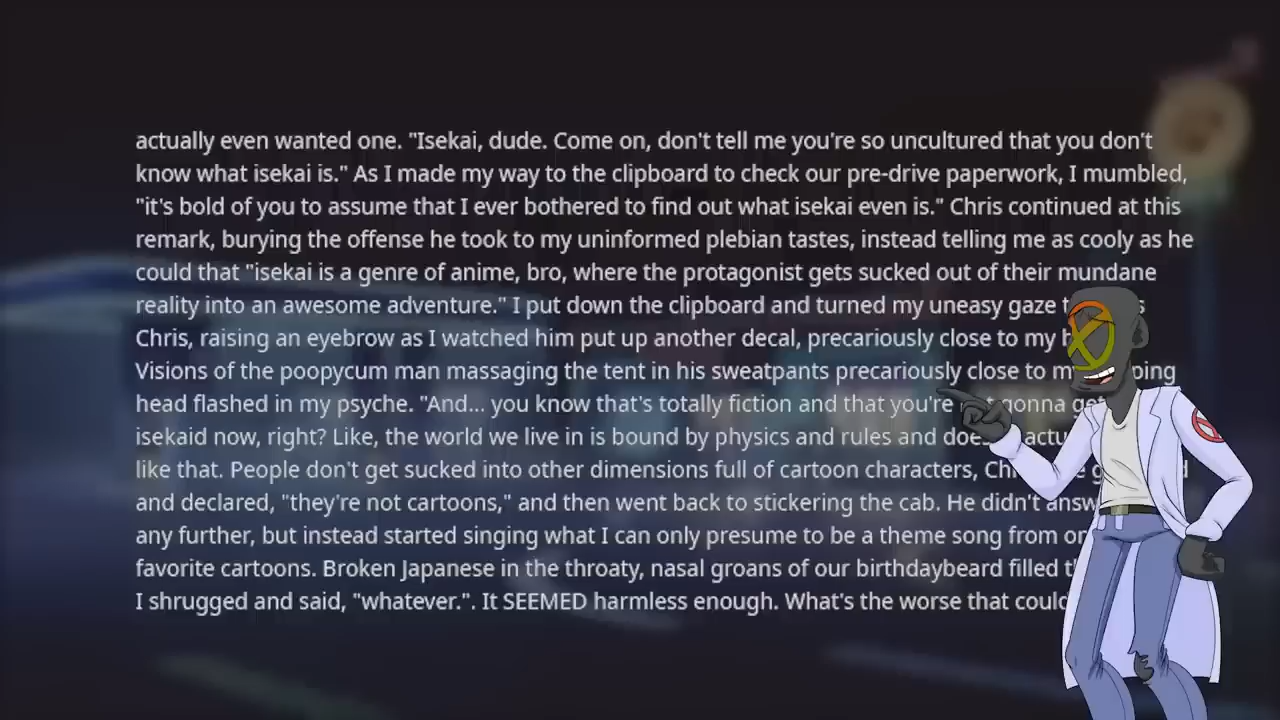 actually even wanted one. "Isekai, dude. Come on, don't tell me you're so uncultured that you don't
know what isekai is." As I made my way to the clipboard to check our pre-drive paperwork, I mumbled,
"it's bold of you to assume that I ever bothered to find out what isekai even is." Chris continued at this
remark, burying the offense he took to my uninformed plebian tastes, instead telling me as cooly as he
could that "isekai is a genre of anime, bro, where the protagonist gets sucked out of their mundane
reality into an awesome adventure." I put down the clipboard and turned my uneasy gaze
Chris, raising an eyebrow as I watched him put up another decal, precariously close to my
Visions of the poopycum man massaging the tent in his sweatpants precariously close to
head flashed in my psyche. "And... you know that's totally fiction and that you're gonna
isekaid now, right? Like, the world we live in is bound by physics and rules and
like that. People don't get sucked into other dimensions full of cartoon characters,
and declared, "they're not cartoons," and then went back to stickering the cab. He didn't
any further, but instead started singing what I can only presume to be a theme song from
favorite cartoons. Broken Japanese in the throaty, nasal groans of our birthdaybeard filled
I shrugged and said, "whatever.". It SEEMED harmless enough. What's the worse that could